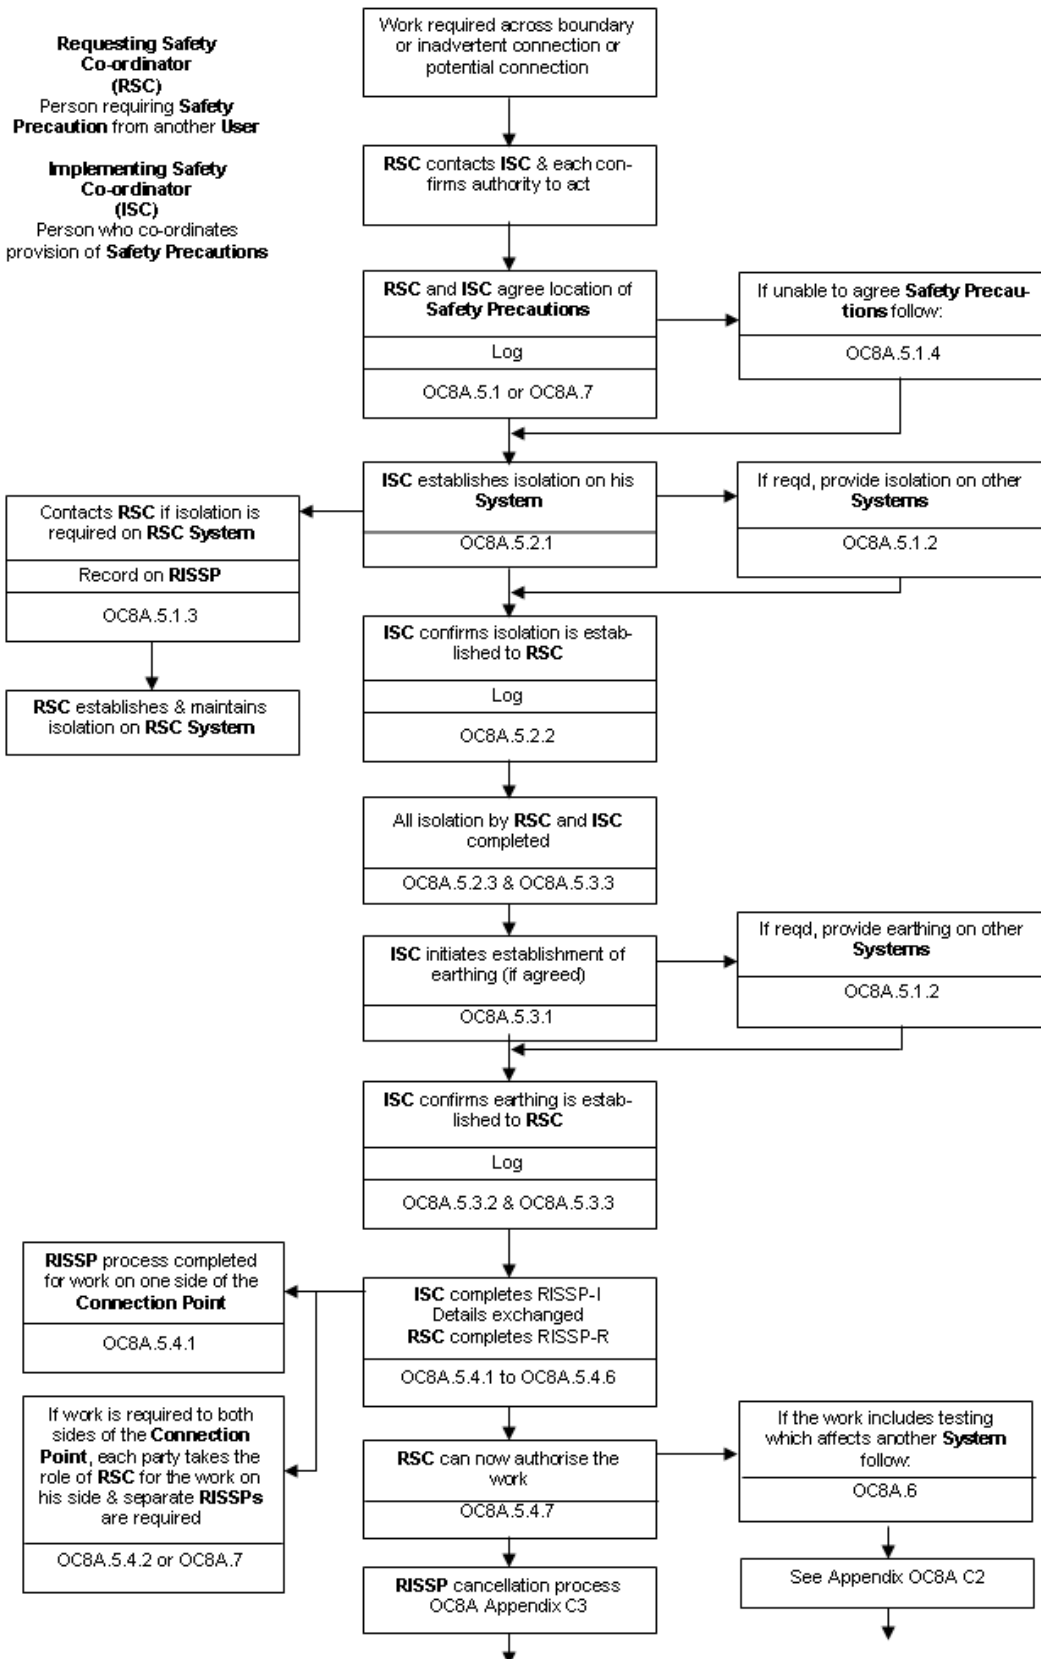 Requesting Safety
Co-ordinator
(RSC)
Person requiring Safety
Precaution from another User
Implementing Safety
Co-ordinator
(ISC)
Person who co-ordinates
provision of Safety Precautions
Work required across boundary
or inadvertent connection or
potential connection
RSC contacts ISC & each con-
firms authority to act
RSC and ISC agree location of
Safety Precautions
Log
OC8A.5.1 or OC8A.7
If unable to agree Safety Precau-
tions follow:
OC8A.5.1.4
ISC establishes isolation on his
System
OC8A.5.2.1
If reqd, provide isolation on other
Systems
OC8A.5.1.2
Contacts RSC if isolation is
required on RSC System
Record on RISSP
OC8A.5.1.3
RSC establishes & maintains
isolation on RSC System
ISC confirms isolation is estab-
lished to RSC
Log
OC8A.5.2.2
All isolation by RSC and ISC
completed
OC8A.5.2.3 & OC8A.5.3.3
ISC initiates establishment of
earthing (if agreed)
OC8A.5.3.1
If reqd, provide earthing on other
Systems
OC8A.5.1.2
ISC confirms earthing is estab-
lished to RSC
Log
OC8A.5.3.2 & OC8A.5.3.3
RISSP process completed
for work on one side of the
Connection Point
OC8A.5.4.1
ISC completes RISSP-I
Details exchanged
RSC completes RISSP-R
OC8A.5.4.1 to OC8A.5.4.6
If work is required to both
sides of the Connection
Point, each party takes the
role of RSC for the work on
his side & separate RISSPs
are required
OC8A.5.4.2 or OC8A.7
RSC can now authorise the
work
OC8A.5.4.7
If the work includes testing
which affects another System
follow:
OC8A.6
RISSP cancellation process
OC8A Appendix C3
See Appendix OC8A C2